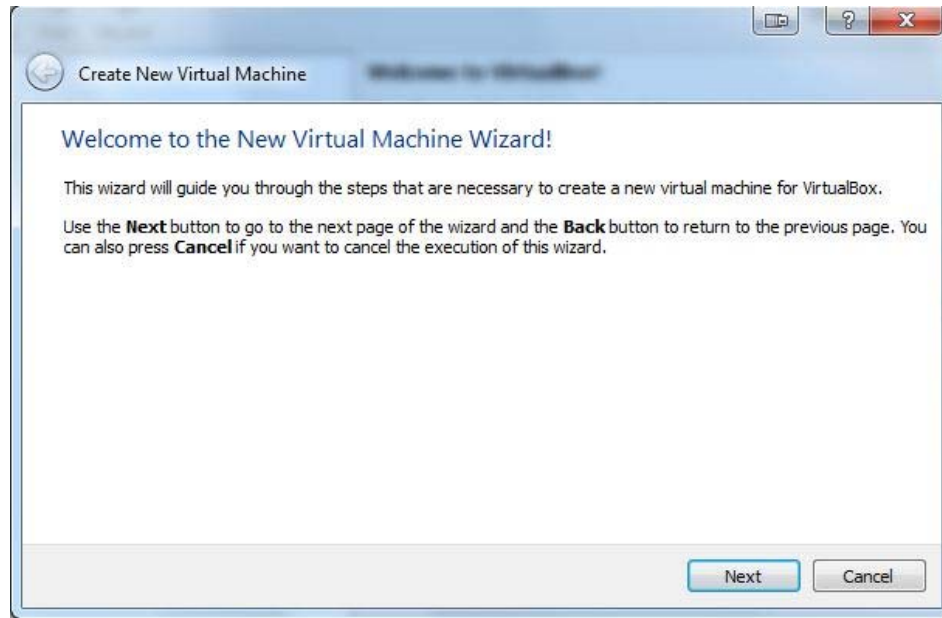 ?
X
Create New Virtual Machine
Welcome to VirtualBox!
Welcome to the New Virtual Machine Wizard!
This wizard will guide you through the steps that are necessary to create a new virtual machine for VirtualBox.
Use the Next button to go to the next page of the wizard and the Back button to return to the previous page. You
can also press Cancel if you want to cancel the execution of this wizard.
Next
Cancel